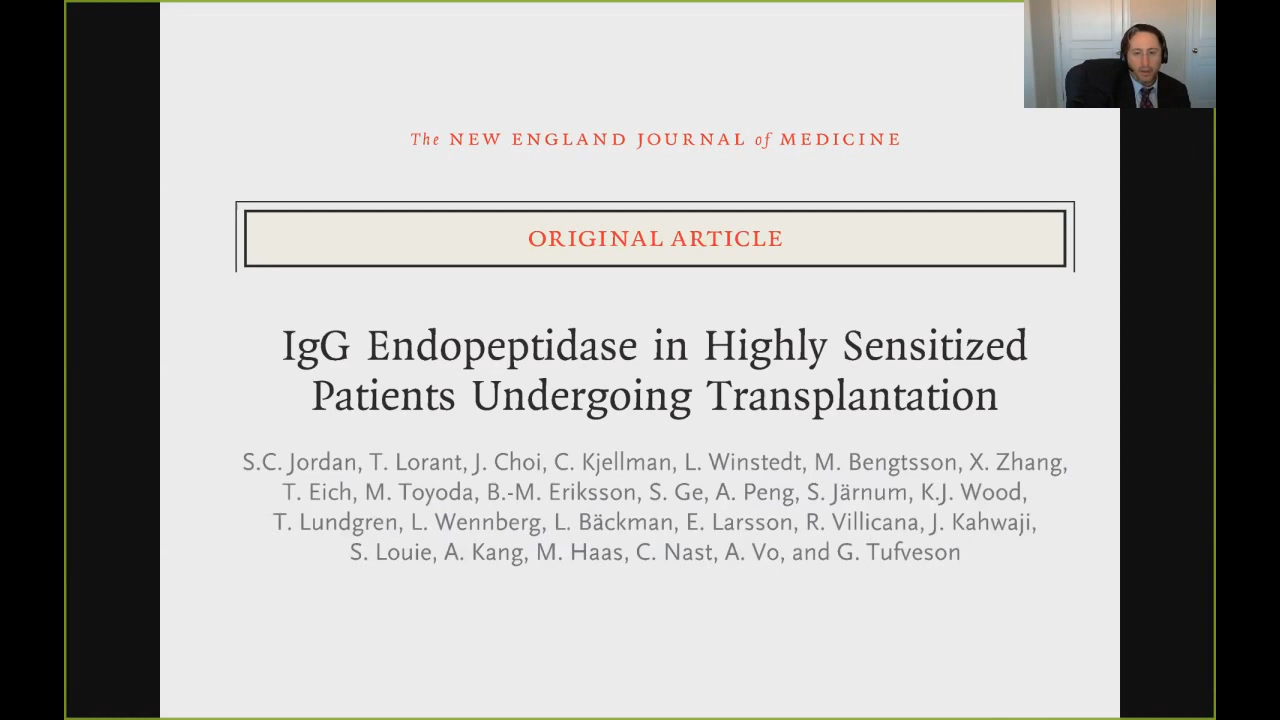 The NEW ENGLAND JOURNAL of MEDICINE
ORIGINAL ARTICLE
IgG Endopeptidase in Highly Sensitized
Patients Undergoing Transplantation
S.C. Jordan, T. Lorant, J. Choi, C. Kjellman, L. Winstedt, M. Bengtsson, X. Zhang,
T. Eich, M. Toyoda, B.-M. Eriksson, S. Ge, A. Peng, S. Järnum, K.J. Wood,
T. Lundgren, L. Wennberg, L. Bäckman, E. Larsson, R. Villicana, J. Kahwaji,
S. Louie, A. Kang, M. Haas, C. Nast, A. Vo, and G. Tufveson